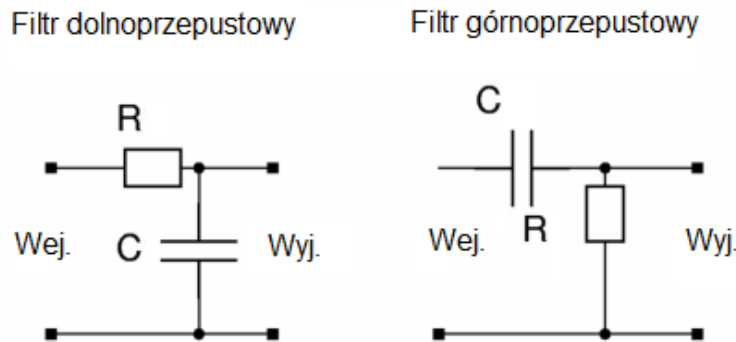 Filtr dolnoprzepustowy
R
Wej.
C
Wyj.
Filtr górnoprzepustowy
C
Wej.
R
Wyj.